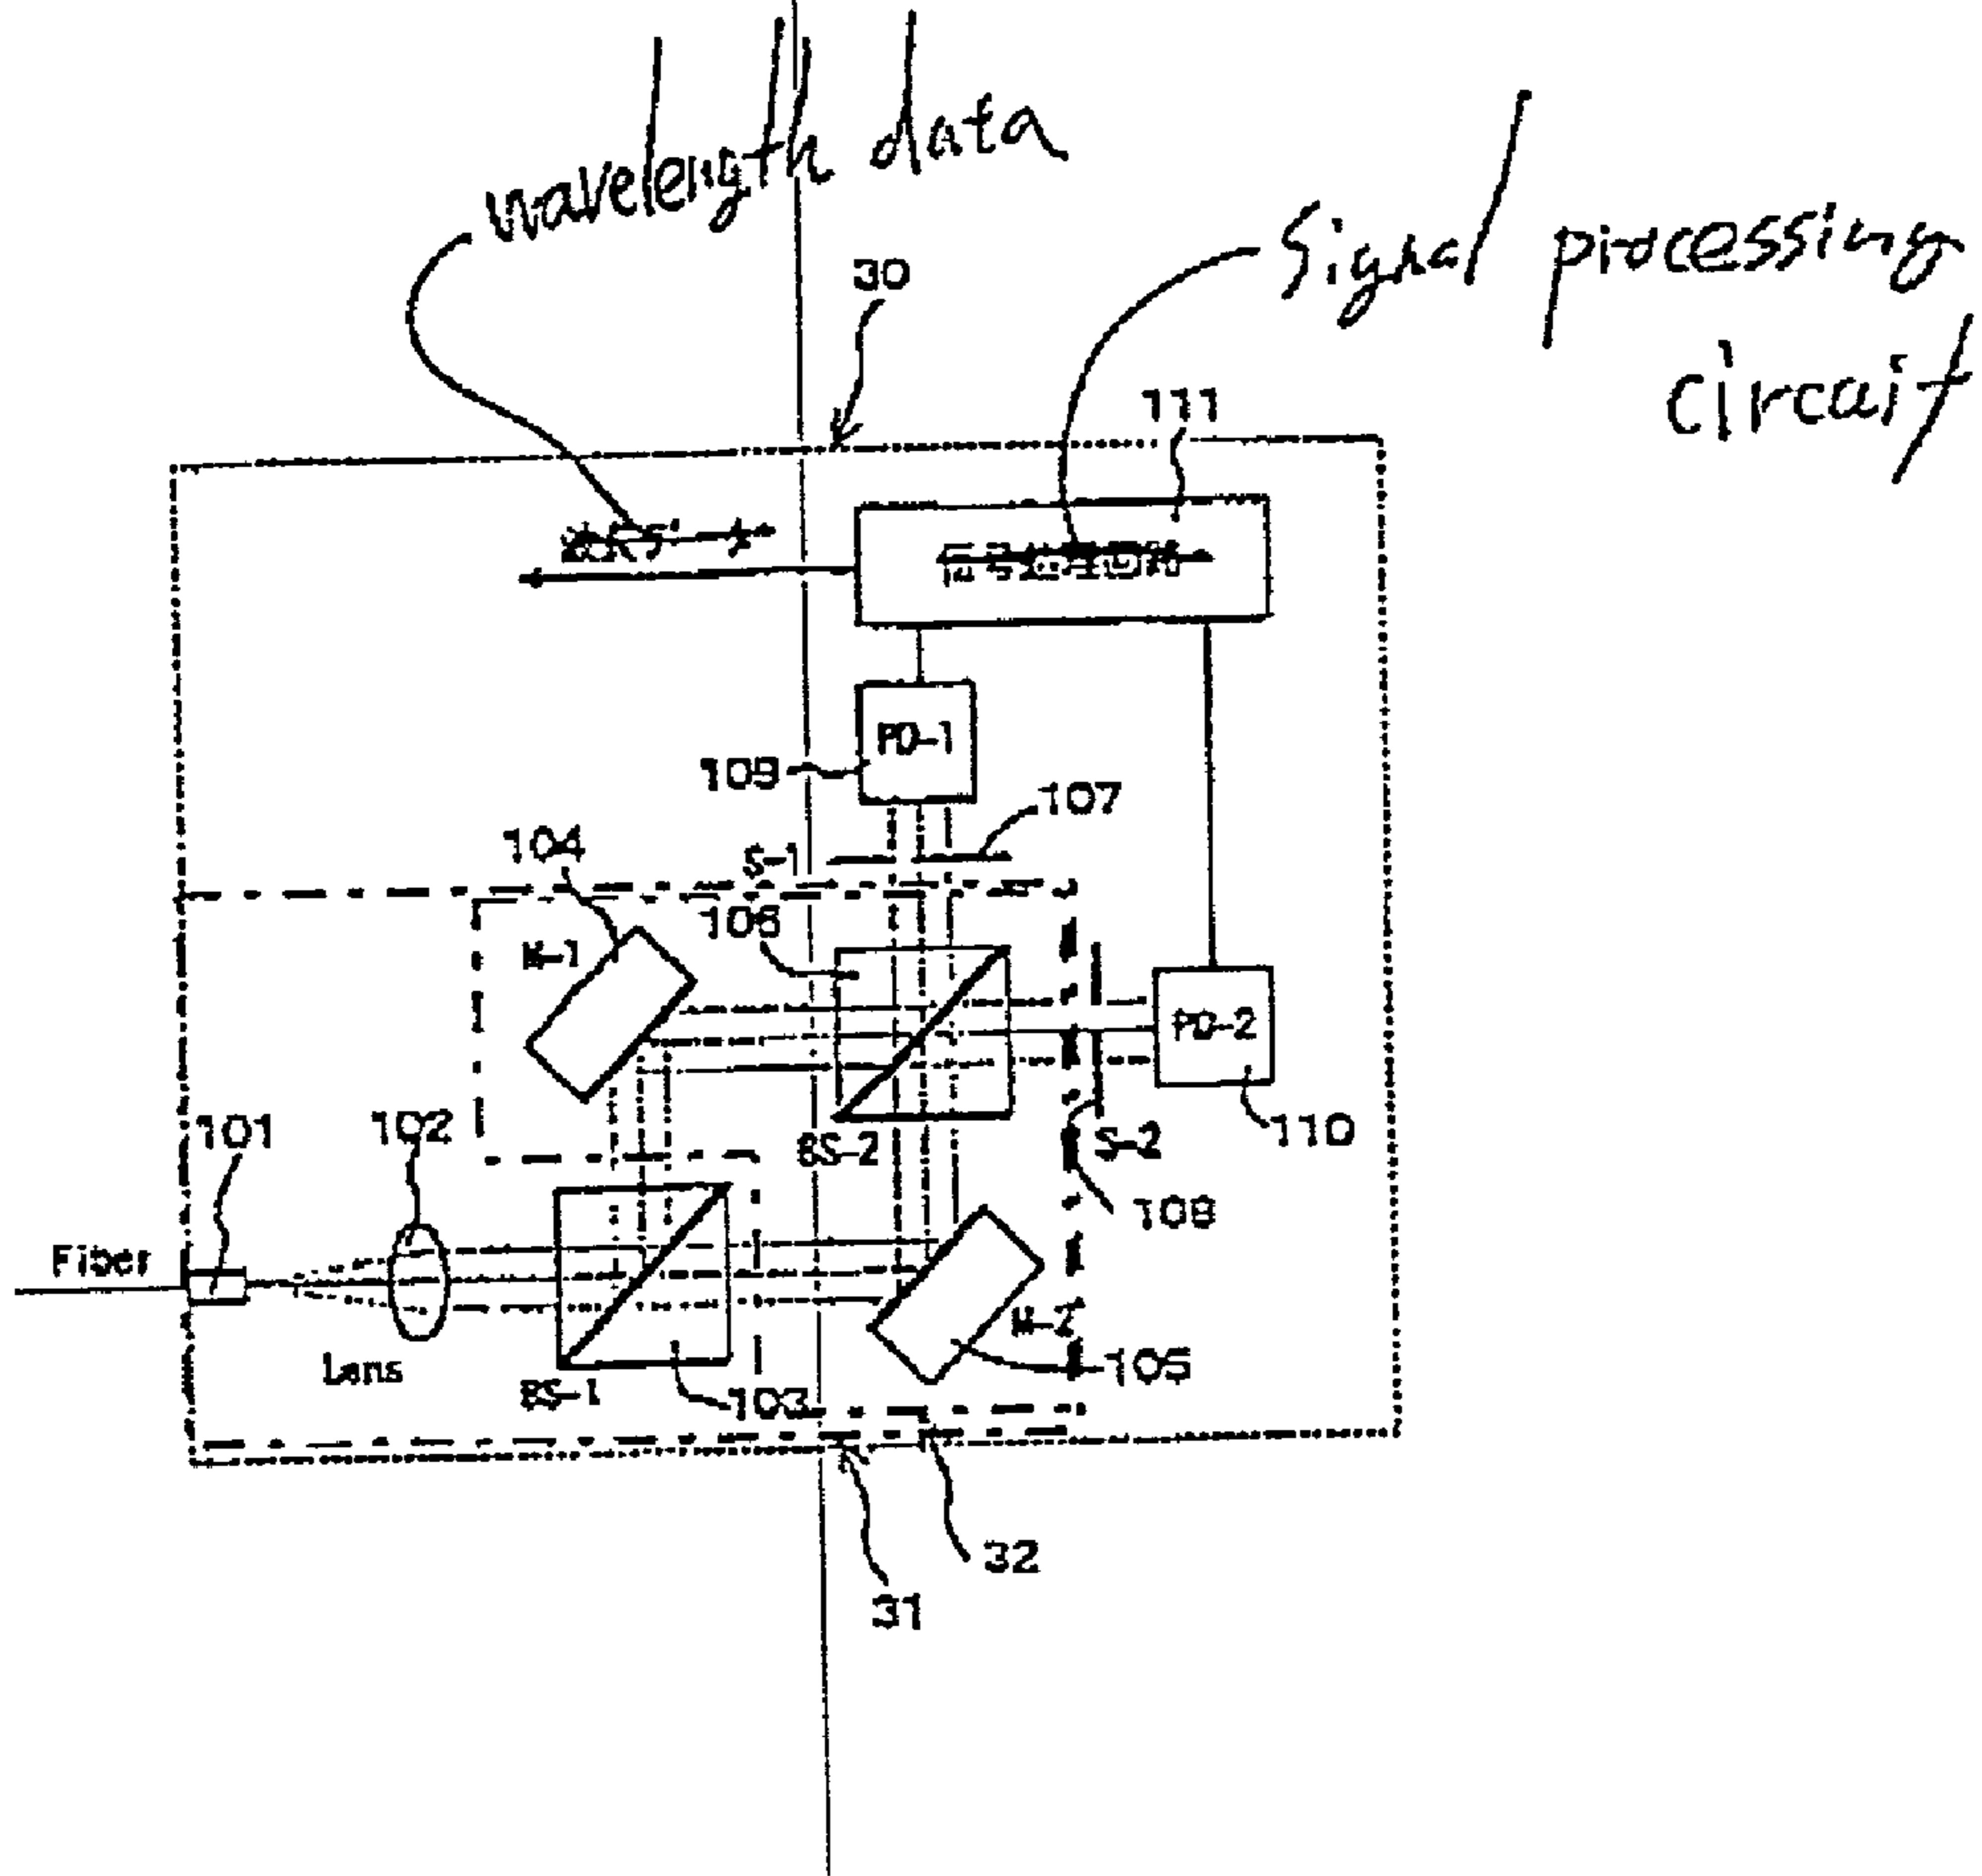 wavelength data
Signal processing
circuit
30
111
PD-1
109
107
104
S-1
106
M-1
PD-2
101
102
BS-2
S-2
110
108
Fiber
M-2
Lens
105
BS-1
103
32
31